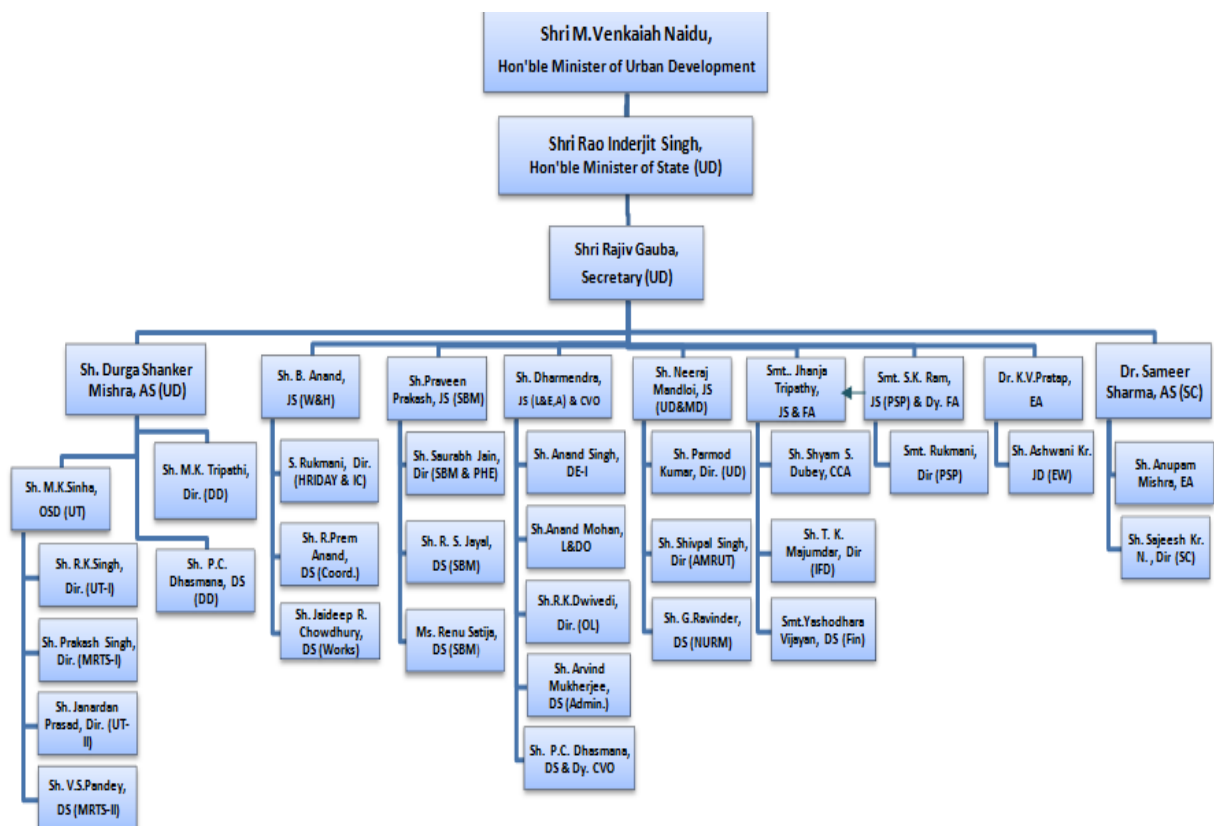 Shri M.Venkaiah Naidu,
Hon'ble Minister of Urban Development
Shri Rao Inderjit Singh,
Hon'ble Minister of State (UD)
Shri Rajiv Gauba,
Secretary (UD)
Sh. Durga Shanker
Mishra, AS (UD)
Sh. M.K.Sinha,
OSD (UT)
Sh. R.K.Singh,
Dir. (UT-I)
Sh. Prakash Singh,
Dir. (MRTS-I)
Sh. Janardan
Prasad, Dir. (UT-
II)
Sh. V.S.Pandey,
DS (MRTS-II)
Sh. M.K. Tripathi,
Dir. (DD)
Sh. P.C.
Dhasmana, DS
(DD)
Sh. B. Anand,
JS (W&H)
S. Rukmani, Dir.
(HRIDAY & IC)
Sh. R.Prem
Anand,
DS (Coord.)
Sh. Jaideep R.
Chowdhury,
DS (Works)
Sh.Praveen
Prakash, JS (SBM)
Sh. Saurabh Jain,
Dir (SBM & PHE)
Sh. R. S. Jayal,
DS (SBM)
Ms. Renu Satija,
DS (SBM)
Sh. Dharmendra,
JS (L&E,A) & CVO
Sh. Anand Singh,
DE-I
Sh.Anand Mohan,
L&DO
Sh.R.K.Dwivedi,
Dir. (OL)
Sh. Arvind
Mukherjee,
DS (Admin.)
Sh. P.C. Dhasmana,
DS & Dy. CVO
Sh. Neeraj
Mandloi, JS
(UD&MD)
Sh. Parmod
Kumar, Dir. (UD)
Sh. Shivpal Singh,
Dir (AMRUT)
Sh. G.Ravinder,
DS (NURM)
Smt.. Jhanja
Tripathy,
JS & FA
Sh. Shyam S.
Dubey, CCA
Sh. T. K.
Majumdar, Dir
(IFD)
Smt.Yashodhara
Vijayan, DS (Fin)
Smt. S.K. Ram,
JS (PSP) & Dy. FA
Smt. Rukmani,
Dir (PSP)
Dr. K.V.Pratap,
EA
Sh. Ashwani Kr.
JD (EW)
Dr. Sameer
Sharma, AS (SC)
Sh. Anupam
Mishra, EA
Sh. Sajeesh Kr.
N. , Dir (SC)